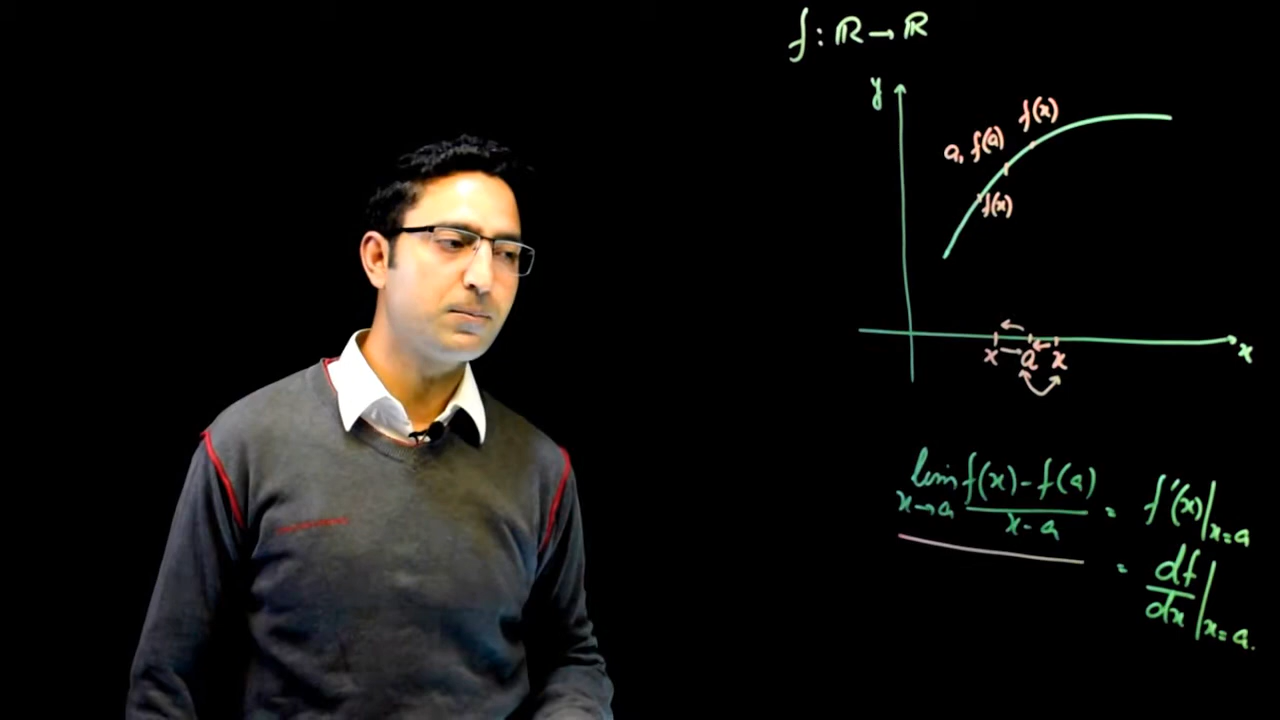 f : ℝ → ℝ
y
f(x)
a, f(a)
f(x)
x a x
x
lim x→a f(x) - f(a) / x - a = f'(x)|x=a
= df/dx|x=a.